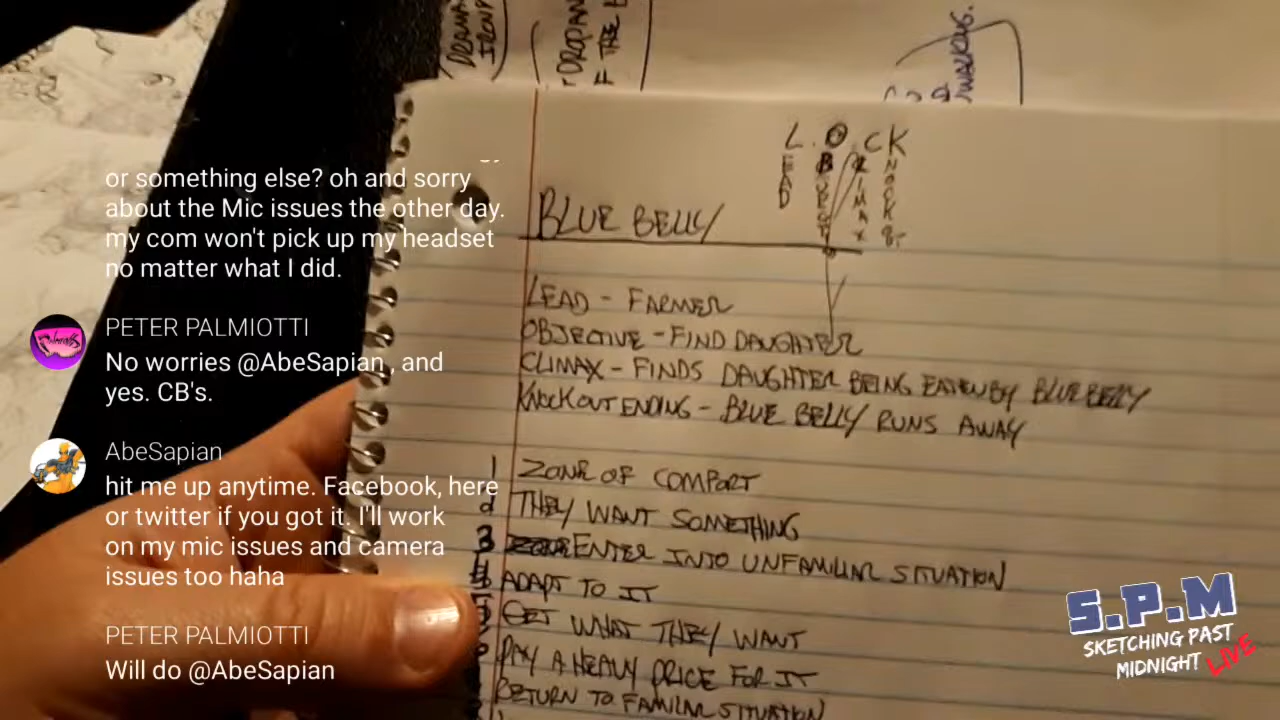 or something else? oh and sorry
about the Mic issues the other day.
my com won't pick up my headset
no matter what I did.
PETER PALMIOTTI
No worries @AbeSapian , and
yes. CB's.
AbeSapian
hit me up anytime. Facebook, here
or twitter if you got it. I'll work
on my mic issues and camera
issues too haha
PETER PALMIOTTI
Will do @AbeSapian
L.O.CK
LEAD
BLUE BELLY
LEAD - FARMER
OBJECTIVE - FIND DAUGHTER
CLIMAX - FINDS DAUGHTER BEING EATEN BY BLUE BELLY
KNOCKOUT ENDING - BLUE BELLY RUNS AWAY
1 ZONE OF COMFORT
2 THEY WANT SOMETHING
3 ENTER INTO UNFAMILIAR SITUATION
4 ADAPT TO IT
5 GET WHAT THEY WANT
PAY A HEAVY PRICE FOR IT
RETURN TO FAMILIAR SITUATION
S.P.M
SKETCHING PAST
MIDNIGHT LIVE